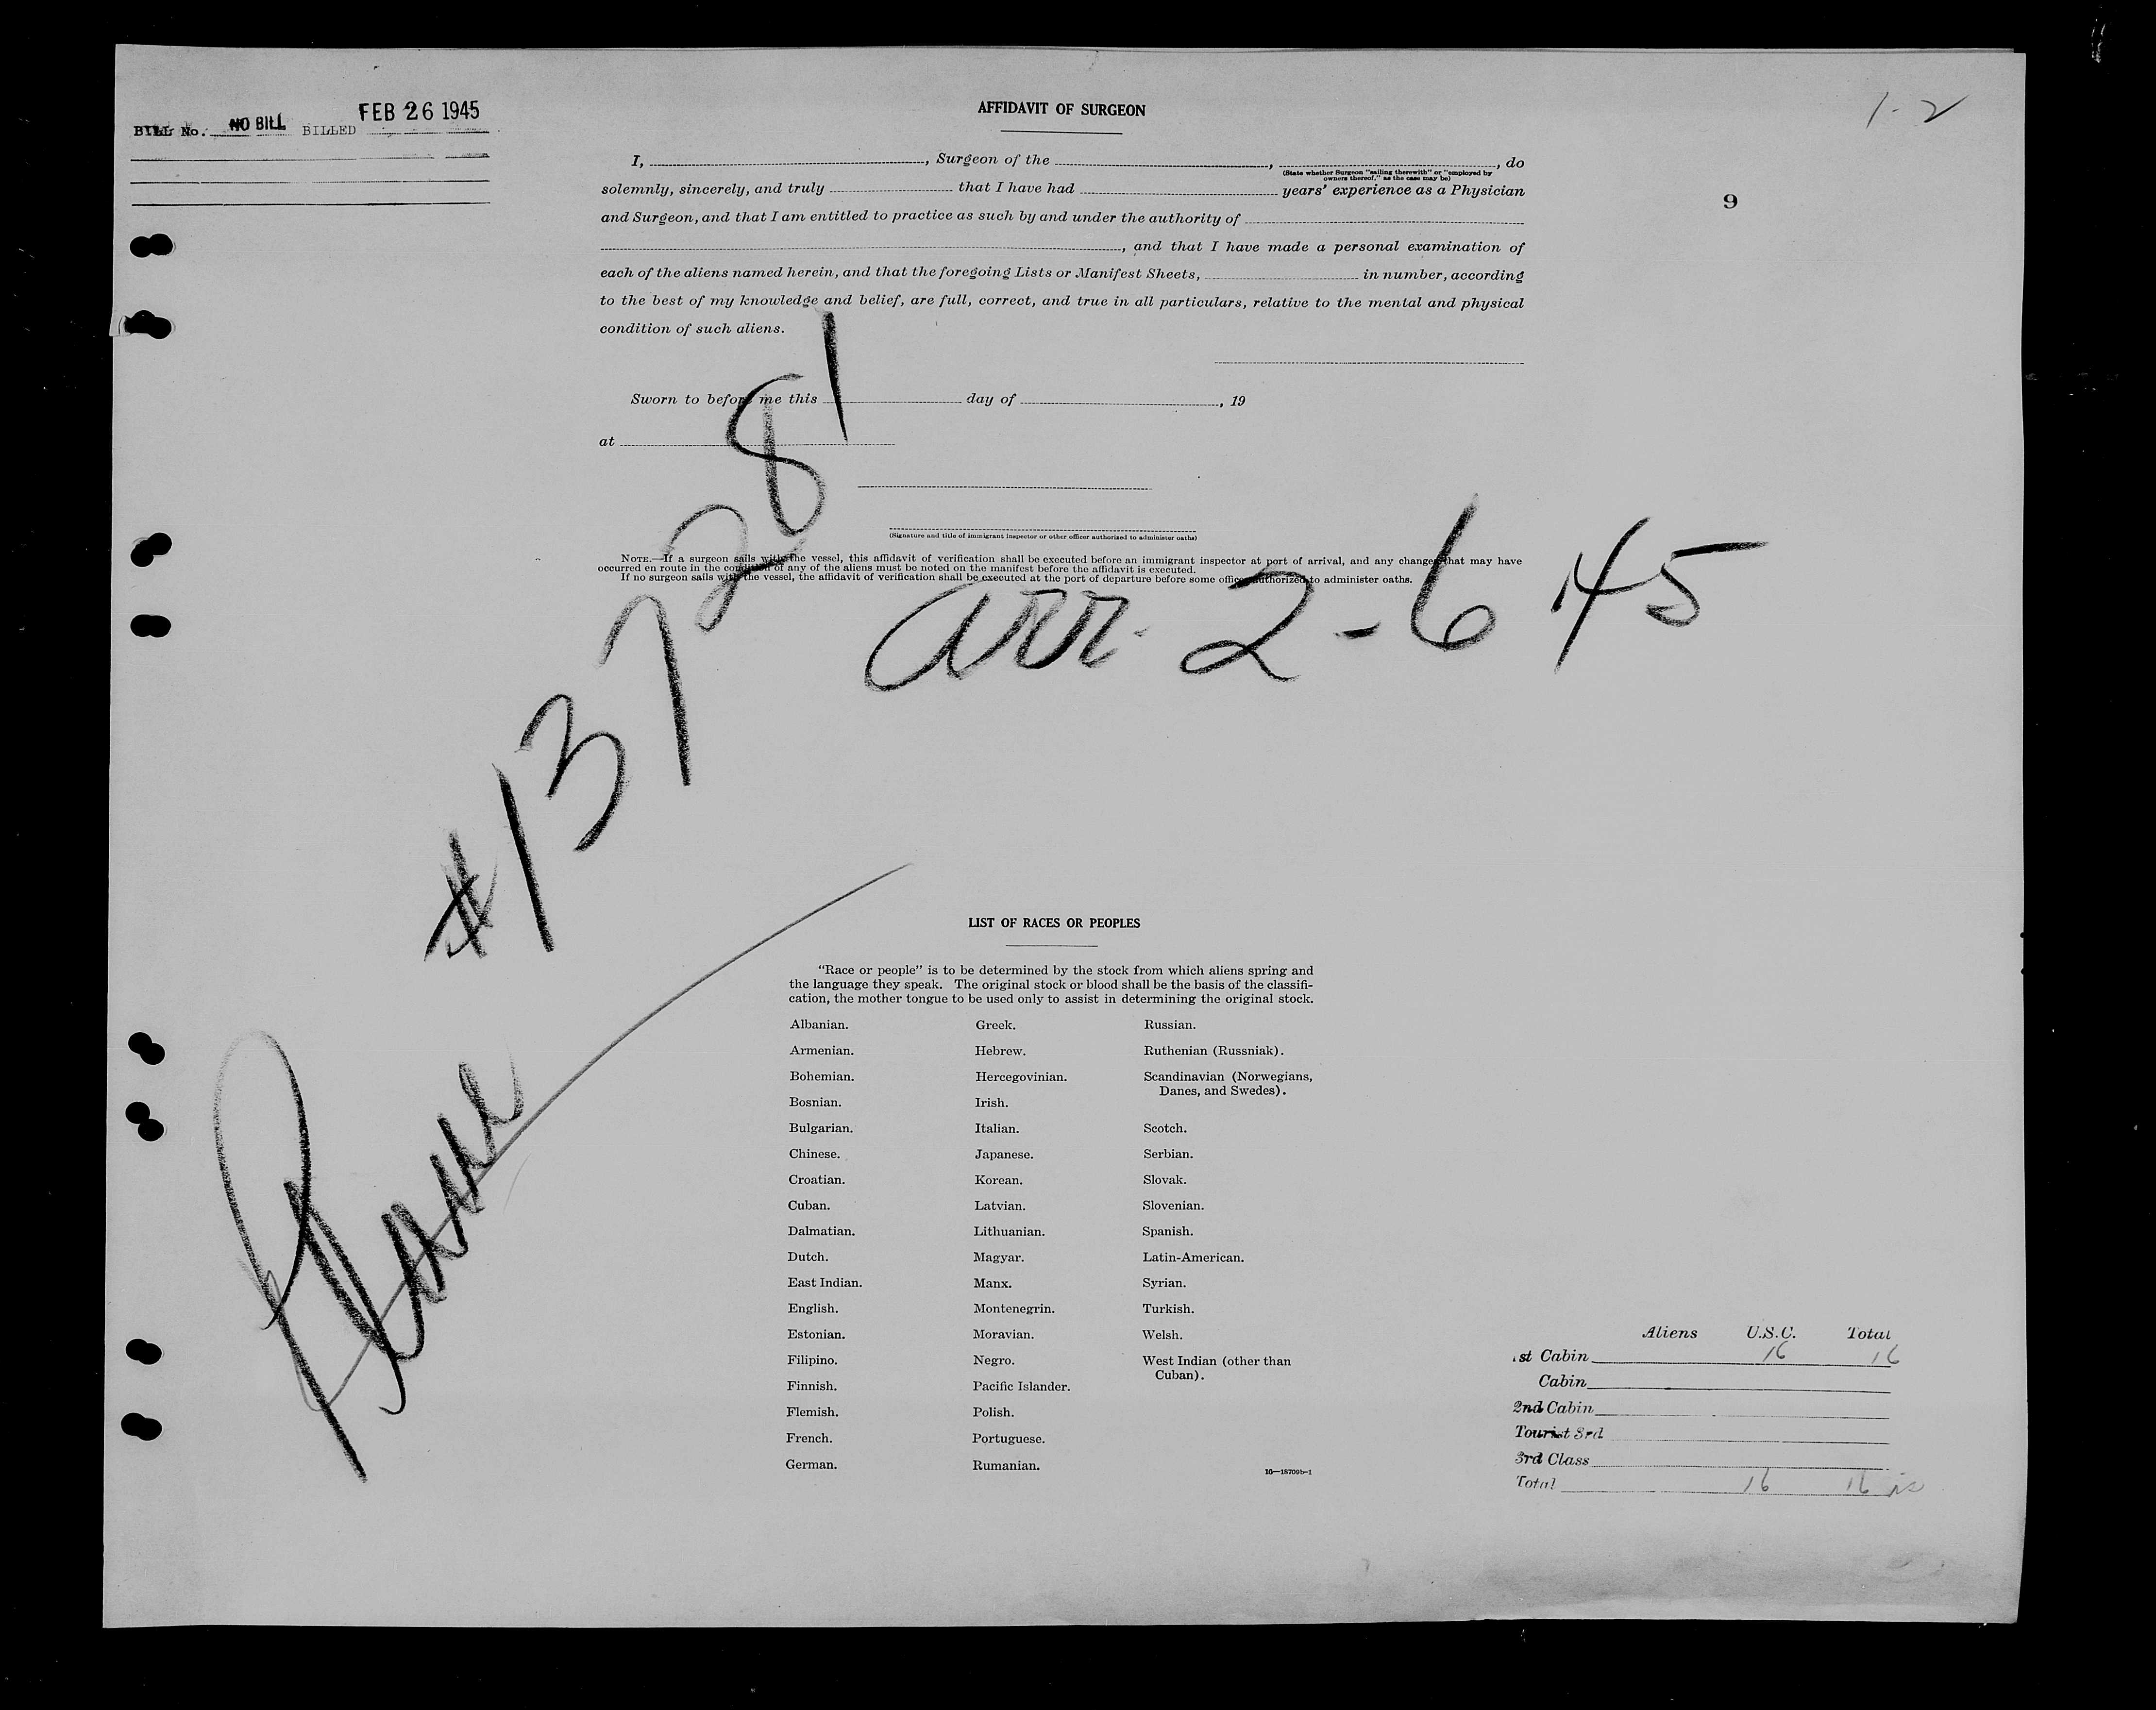 BILL No. NO BILL BILLED FEB 26 1945
1-2
9
AFFIDAVIT OF SURGEON
I, , Surgeon of the , , do
(State whether Surgeon "sailing therewith" or "employed by
owners thereof," as the case may be)
solemnly, sincerely, and truly that I have had years' experience as a Physician
and Surgeon, and that I am entitled to practice as such by and under the authority of
, and that I have made a personal examination of
each of the aliens named herein, and that the foregoing Lists or Manifest Sheets, in number, according
to the best of my knowledge and belief, are full, correct, and true in all particulars, relative to the mental and physical
condition of such aliens.
Sworn to before me this day of , 19
at
(Signature and title of immigrant inspector or other officer authorized to administer oaths)
NOTE.—If a surgeon sails with the vessel, this affidavit of verification shall be executed before an immigrant inspector at port of arrival, and any changes that may have
occurred en route in the condition of any of the aliens must be noted on the manifest before the affidavit is executed.
If no surgeon sails with the vessel, the affidavit of verification shall be executed at the port of departure before some officer authorized to administer oaths.
arr. 2-6 45
Plane #137281
LIST OF RACES OR PEOPLES
"Race or people" is to be determined by the stock from which aliens spring and
the language they speak. The original stock or blood shall be the basis of the classifi-
cation, the mother tongue to be used only to assist in determining the original stock.
Albanian. Greek. Russian.
Armenian. Hebrew. Ruthenian (Russniak).
Bohemian. Hercegovinian. Scandinavian (Norwegians,
Danes, and Swedes).
Bosnian. Irish.
Bulgarian. Italian. Scotch.
Chinese. Japanese. Serbian.
Croatian. Korean. Slovak.
Cuban. Latvian. Slovenian.
Dalmatian. Lithuanian. Spanish.
Dutch. Magyar. Latin-American.
East Indian. Manx. Syrian.
English. Montenegrin. Turkish.
Estonian. Moravian. Welsh.
Filipino. Negro. West Indian (other than
Cuban).
Finnish. Pacific Islander.
Flemish. Polish.
French. Portuguese.
German. Rumanian.
16—18709b-1
Aliens U.S.C. Total
1st Cabin 16 16
Cabin
2nd Cabin
Tourist 3rd
3rd Class
Total 16 16